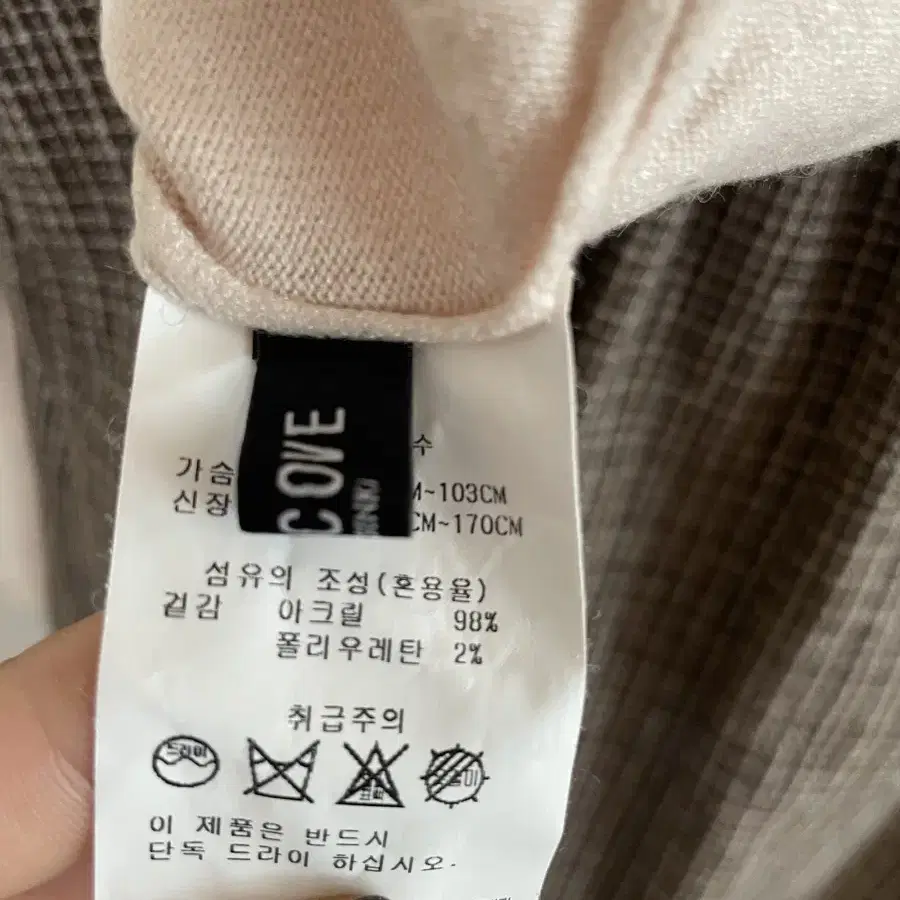 COVE
수
가슴 M~103CM
신장 CM~170CM
섬유의 조성(혼용율)
겉감 아크릴 98%
폴리우레탄 2%
취급주의
드라이
이 제품은 반드시
단독 드라이 하십시오.